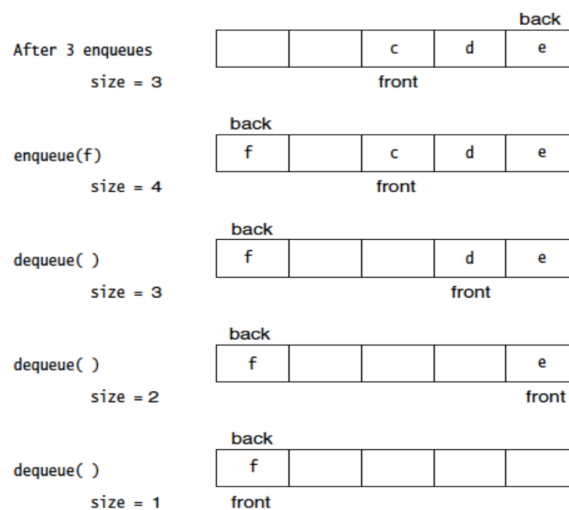 back
After 3 enqueues c d e
size = 3 front
back
enqueue(f) f c d e
size = 4 front
back
dequeue( ) f d e
size = 3 front
back
dequeue( ) f e
size = 2 front
back
dequeue( ) f
size = 1 front